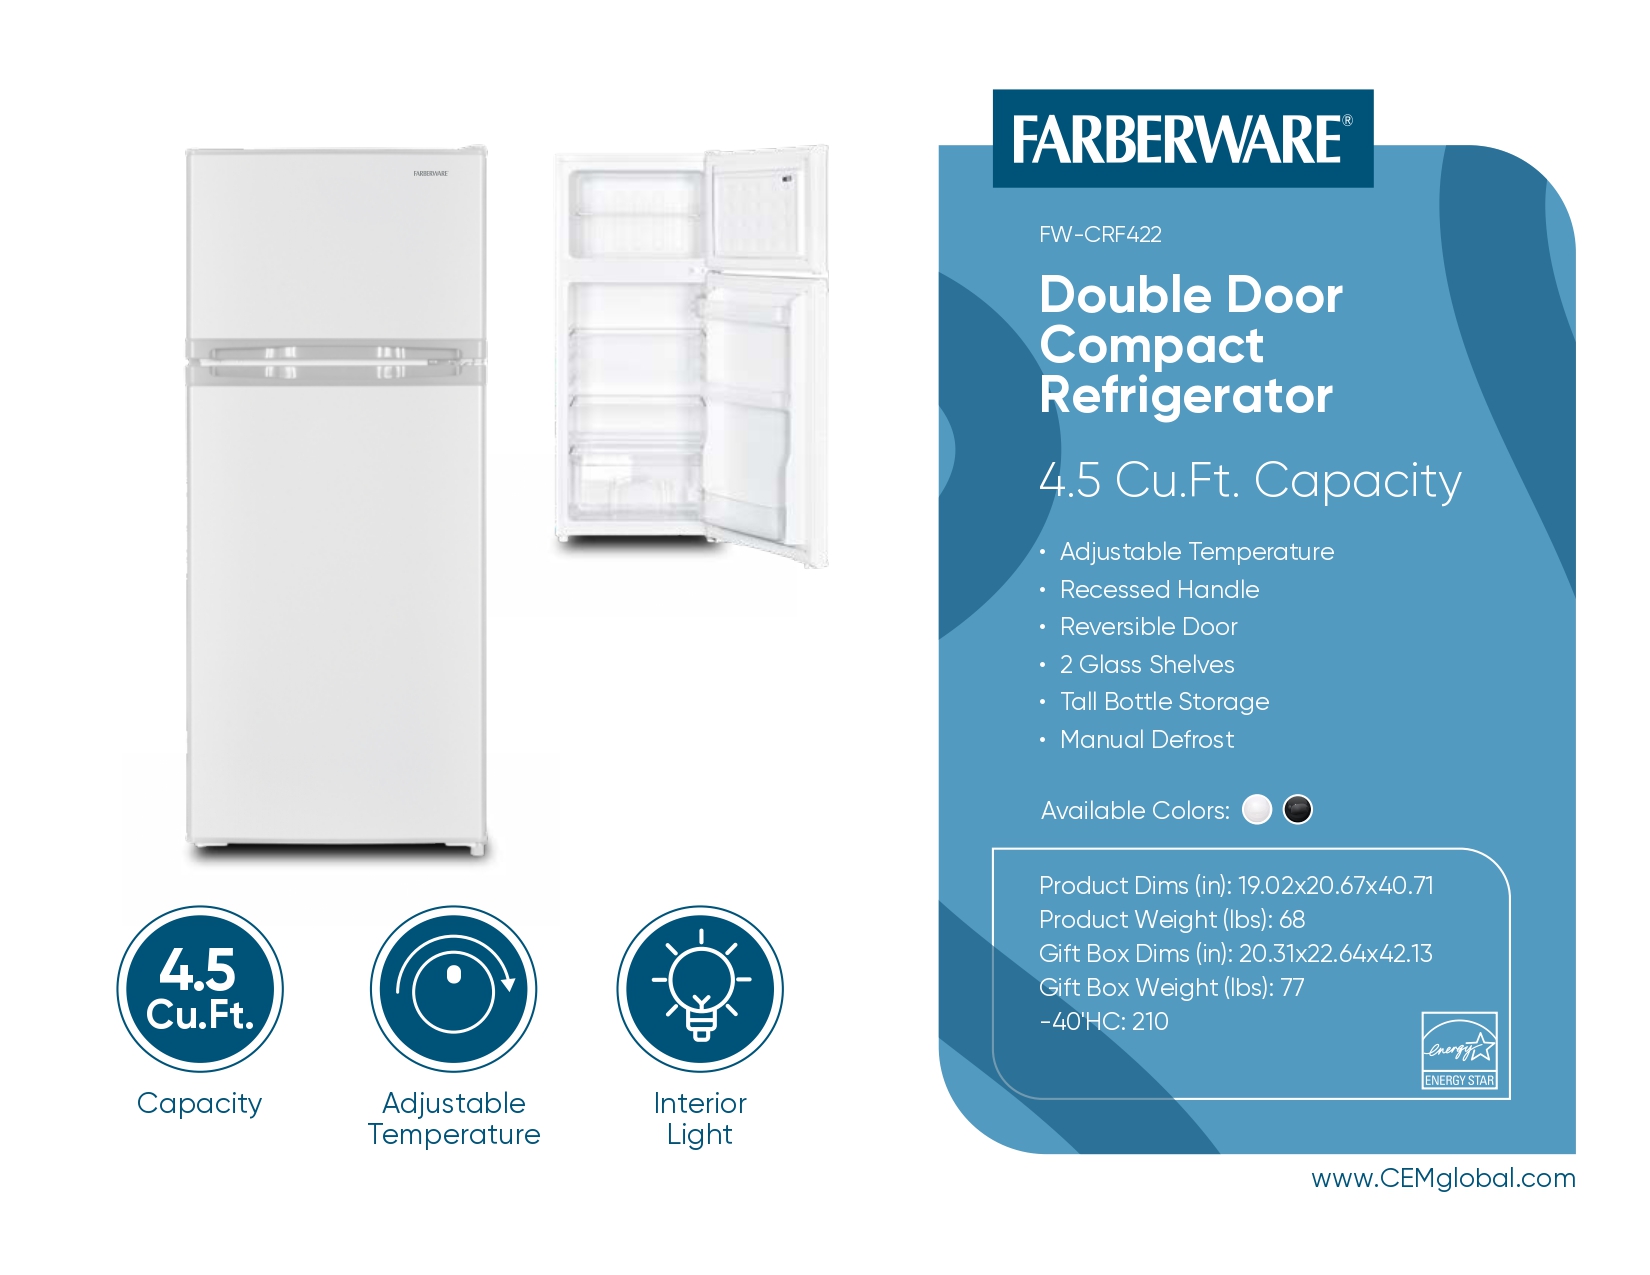 FARBERWARE
FARBERWARE®
FW-CRF422
Double Door
Compact
Refrigerator
4.5 Cu.Ft. Capacity
• Adjustable Temperature
• Recessed Handle
• Reversible Door
• 2 Glass Shelves
• Tall Bottle Storage
• Manual Defrost
Available Colors:
Product Dims (in): 19.02x20.67x40.71
Product Weight (lbs): 68
Gift Box Dims (in): 20.31x22.64x42.13
Gift Box Weight (lbs): 77
-40'HC: 210
energy
ENERGY STAR
4.5
Cu.Ft.
Capacity
Adjustable
Temperature
Interior
Light
www.CEMglobal.com